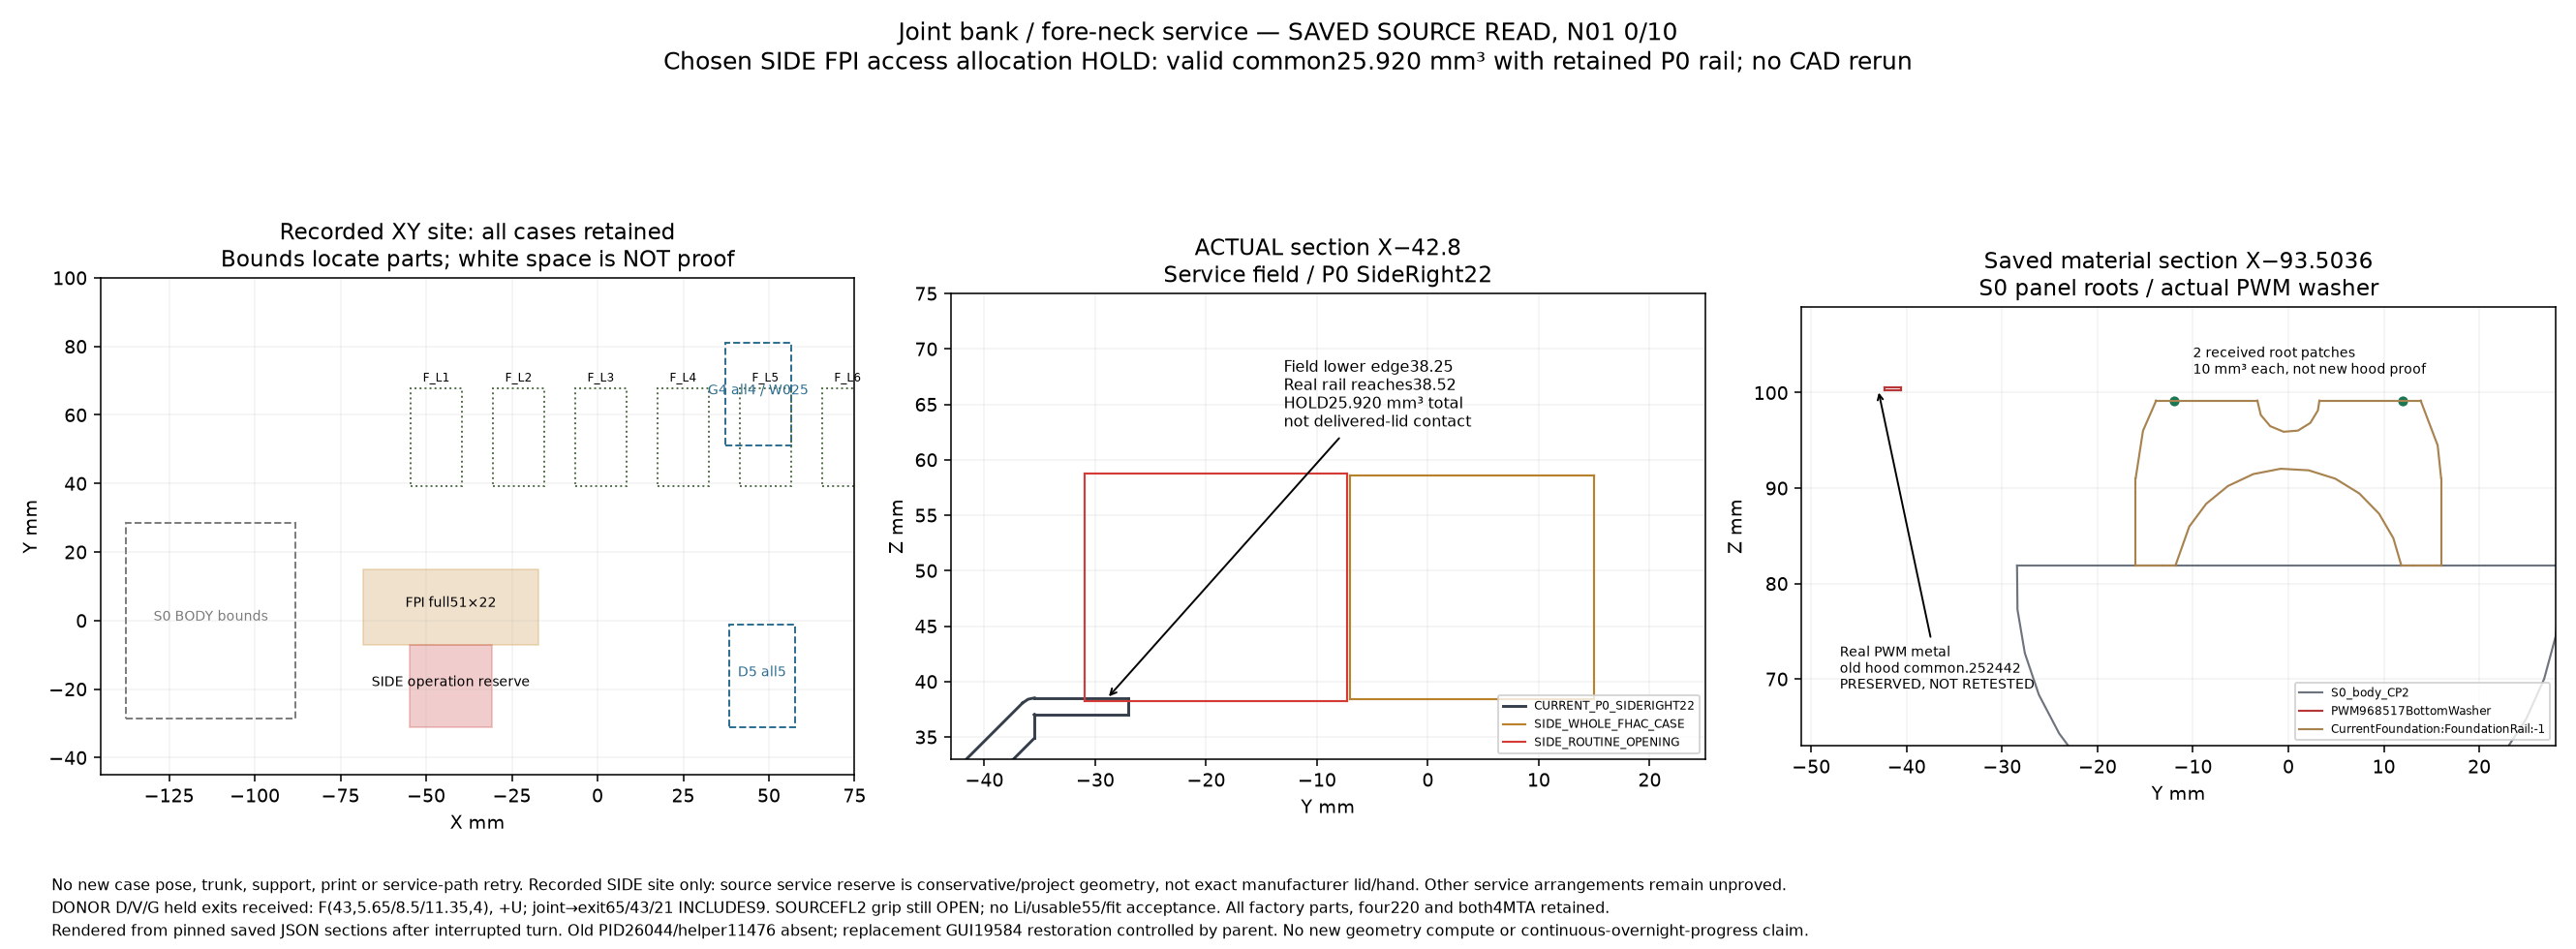 Joint bank / fore-neck service — SAVED SOURCE READ, N01 0/10
Chosen SIDE FPI access allocation HOLD: valid common25.920 mm³ with retained P0 rail; no CAD rerun
Recorded XY site: all cases retained
Bounds locate parts; white space is NOT proof
100
80
60
40
20
0
−20
−40
Y mm
−125
−100
−75
−50
−25
0
25
50
75
X mm
F_L1
F_L2
F_L3
F_L4
F_L5
F_L6
G4 all4 / W025
S0 BODY bounds
FPI full51×22
SIDE operation reserve
D5 all5
ACTUAL section X−42.8
Service field / P0 SideRight22
75
70
65
60
55
50
45
40
35
Z mm
−40
−30
−20
−10
0
10
20
Y mm
Field lower edge38.25
Real rail reaches38.52
HOLD25.920 mm³ total
not delivered-lid contact
CURRENT_P0_SIDERIGHT22
SIDE_WHOLE_FHAC_CASE
SIDE_ROUTINE_OPENING
Saved material section X−93.5036
S0 panel roots / actual PWM washer
100
90
80
70
Z mm
−50
−40
−30
−20
−10
0
10
20
Y mm
2 received root patches
10 mm³ each, not new hood proof
Real PWM metal
old hood common.252442
PRESERVED, NOT RETESTED
S0_body_CP2
PWM968517BottomWasher
CurrentFoundation:FoundationRail:-1
No new case pose, trunk, support, print or service-path retry. Recorded SIDE site only: source service reserve is conservative/project geometry, not exact manufacturer lid/hand. Other service arrangements remain unproved.
DONOR D/V/G held exits received: F(43,5.65/8.5/11.35,4), +U; joint→exit65/43/21 INCLUDES9. SOURCEFL2 grip still OPEN; no Li/usable55/fit acceptance. All factory parts, four220 and both4MTA retained.
Rendered from pinned saved JSON sections after interrupted turn. Old PID26044/helper11476 absent; replacement GUI19584 restoration controlled by parent. No new geometry compute or continuous-overnight-progress claim.